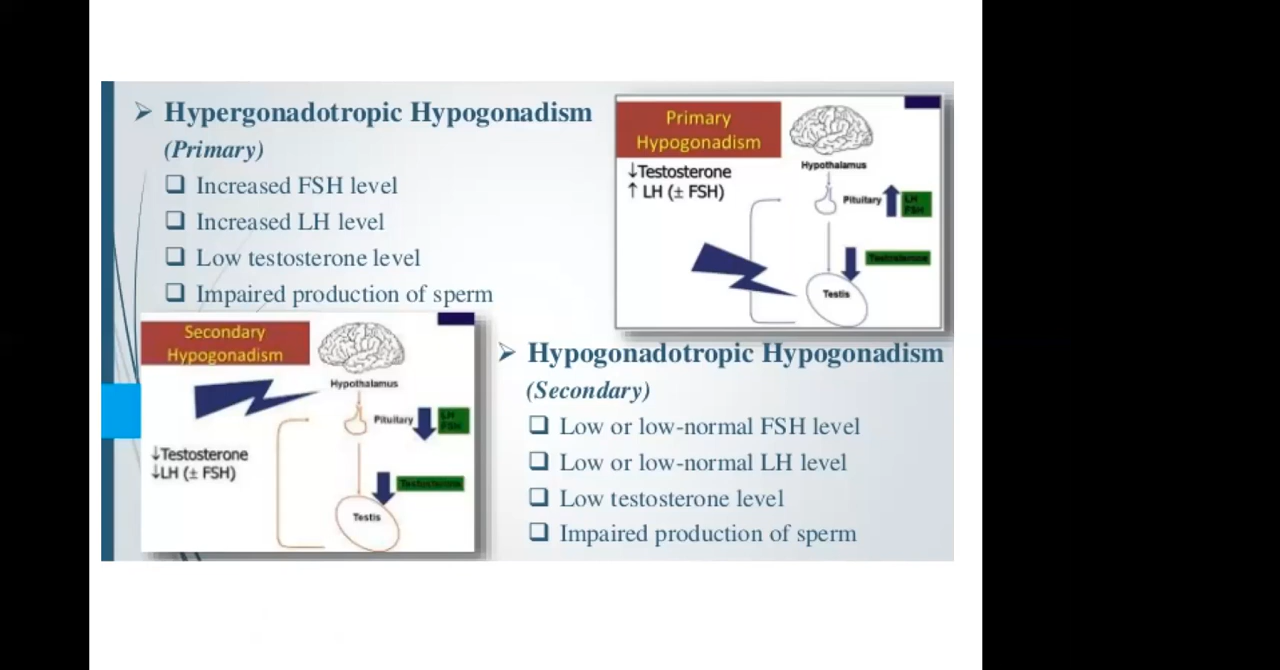 Hypergonadotropic Hypogonadism
(Primary)
Increased FSH level
Increased LH level
Low testosterone level
Impaired production of sperm
Primary
Hypogonadism
↓Testosterone
↑ LH (± FSH)
Hypothalamus
Pituitary
LH
FSH
Testosterone
Testis
Secondary
Hypogonadism
Hypothalamus
Pituitary
LH
FSH
↓Testosterone
↓LH (± FSH)
Testosterone
Testis
Hypogonadotropic Hypogonadism
(Secondary)
Low or low-normal FSH level
Low or low-normal LH level
Low testosterone level
Impaired production of sperm